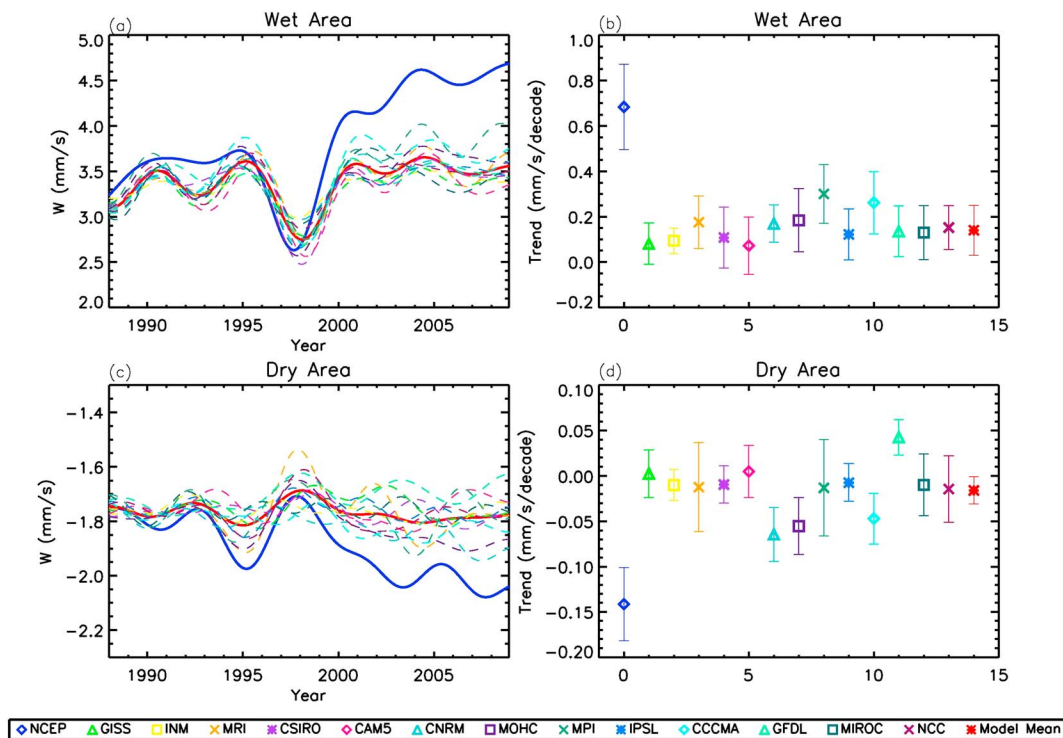 (a) Wet Area
5.0
4.5
4.0
3.5
3.0
2.5
2.0
W (mm/s)
1990 1995 2000 2005
Year
(b) Wet Area
1.0
0.8
0.6
0.4
0.2
0.0
-0.2
Trend (mm/s/decade)
0 5 10 15
(c) Dry Area
-1.4
-1.6
-1.8
-2.0
-2.2
W (mm/s)
1990 1995 2000 2005
Year
(d) Dry Area
0.10
0.05
0.00
-0.05
-0.10
-0.15
-0.20
Trend (mm/s/decade)
0 5 10 15
NCEP GISS INM MRI CSIRO CAM5 CNRM MOHC MPI IPSL CCCMA GFDL MIROC NCC Model Mean